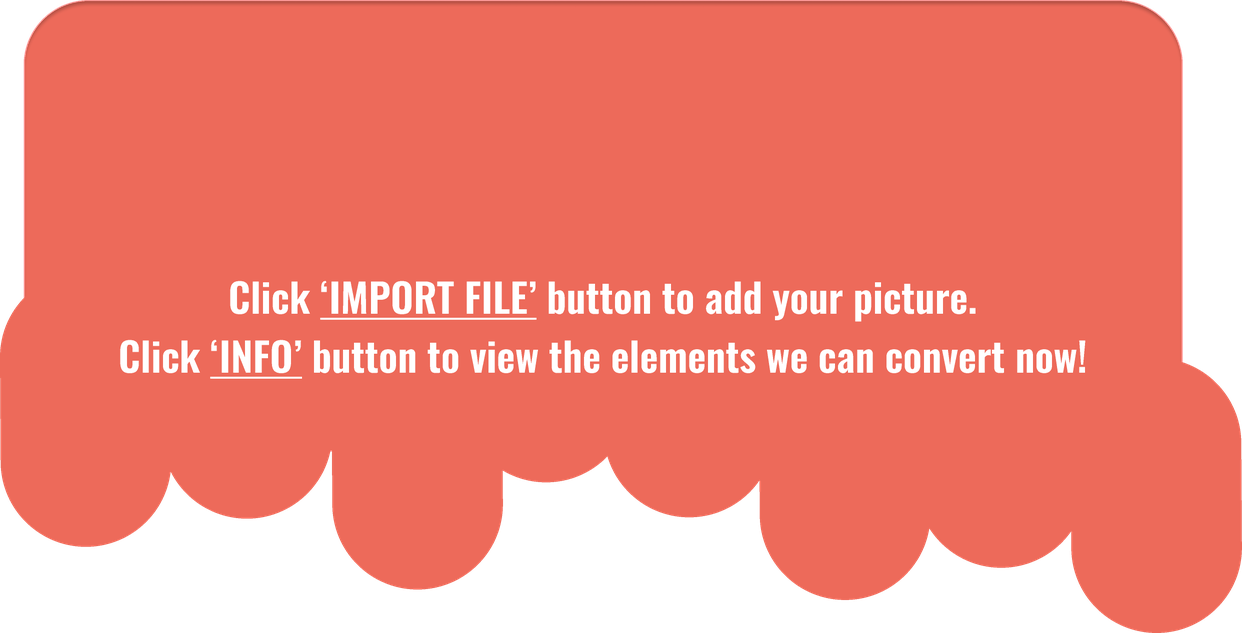 Click ‘IMPORT FILE’ button to add your picture.
Click ‘INFO’ button to view the elements we can convert now!